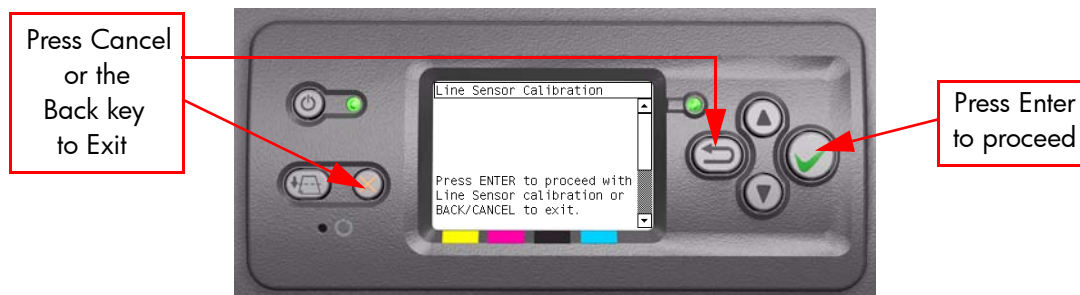 Press Cancel
or the
Back key
to Exit
Line Sensor Calibration
Press ENTER to proceed with
Line Sensor calibration or
BACK/CANCEL to exit.
Press Enter
to proceed